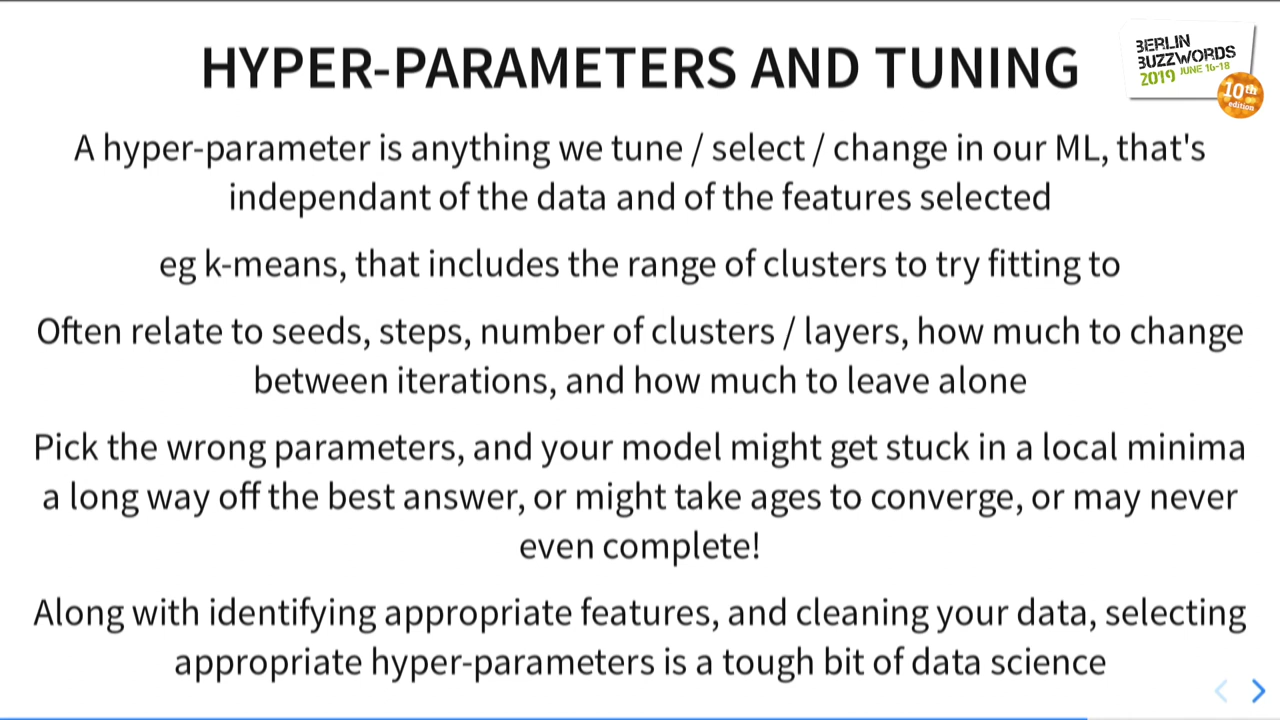 HYPER-PARAMETERS AND TUNING
BERLIN
BUZZWORDS
2019 JUNE 16-18
10th
edition
A hyper-parameter is anything we tune / select / change in our ML, that's
independant of the data and of the features selected
eg k-means, that includes the range of clusters to try fitting to
Often relate to seeds, steps, number of clusters / layers, how much to change
between iterations, and how much to leave alone
Pick the wrong parameters, and your model might get stuck in a local minima
a long way off the best answer, or might take ages to converge, or may never
even complete!
Along with identifying appropriate features, and cleaning your data, selecting
appropriate hyper-parameters is a tough bit of data science